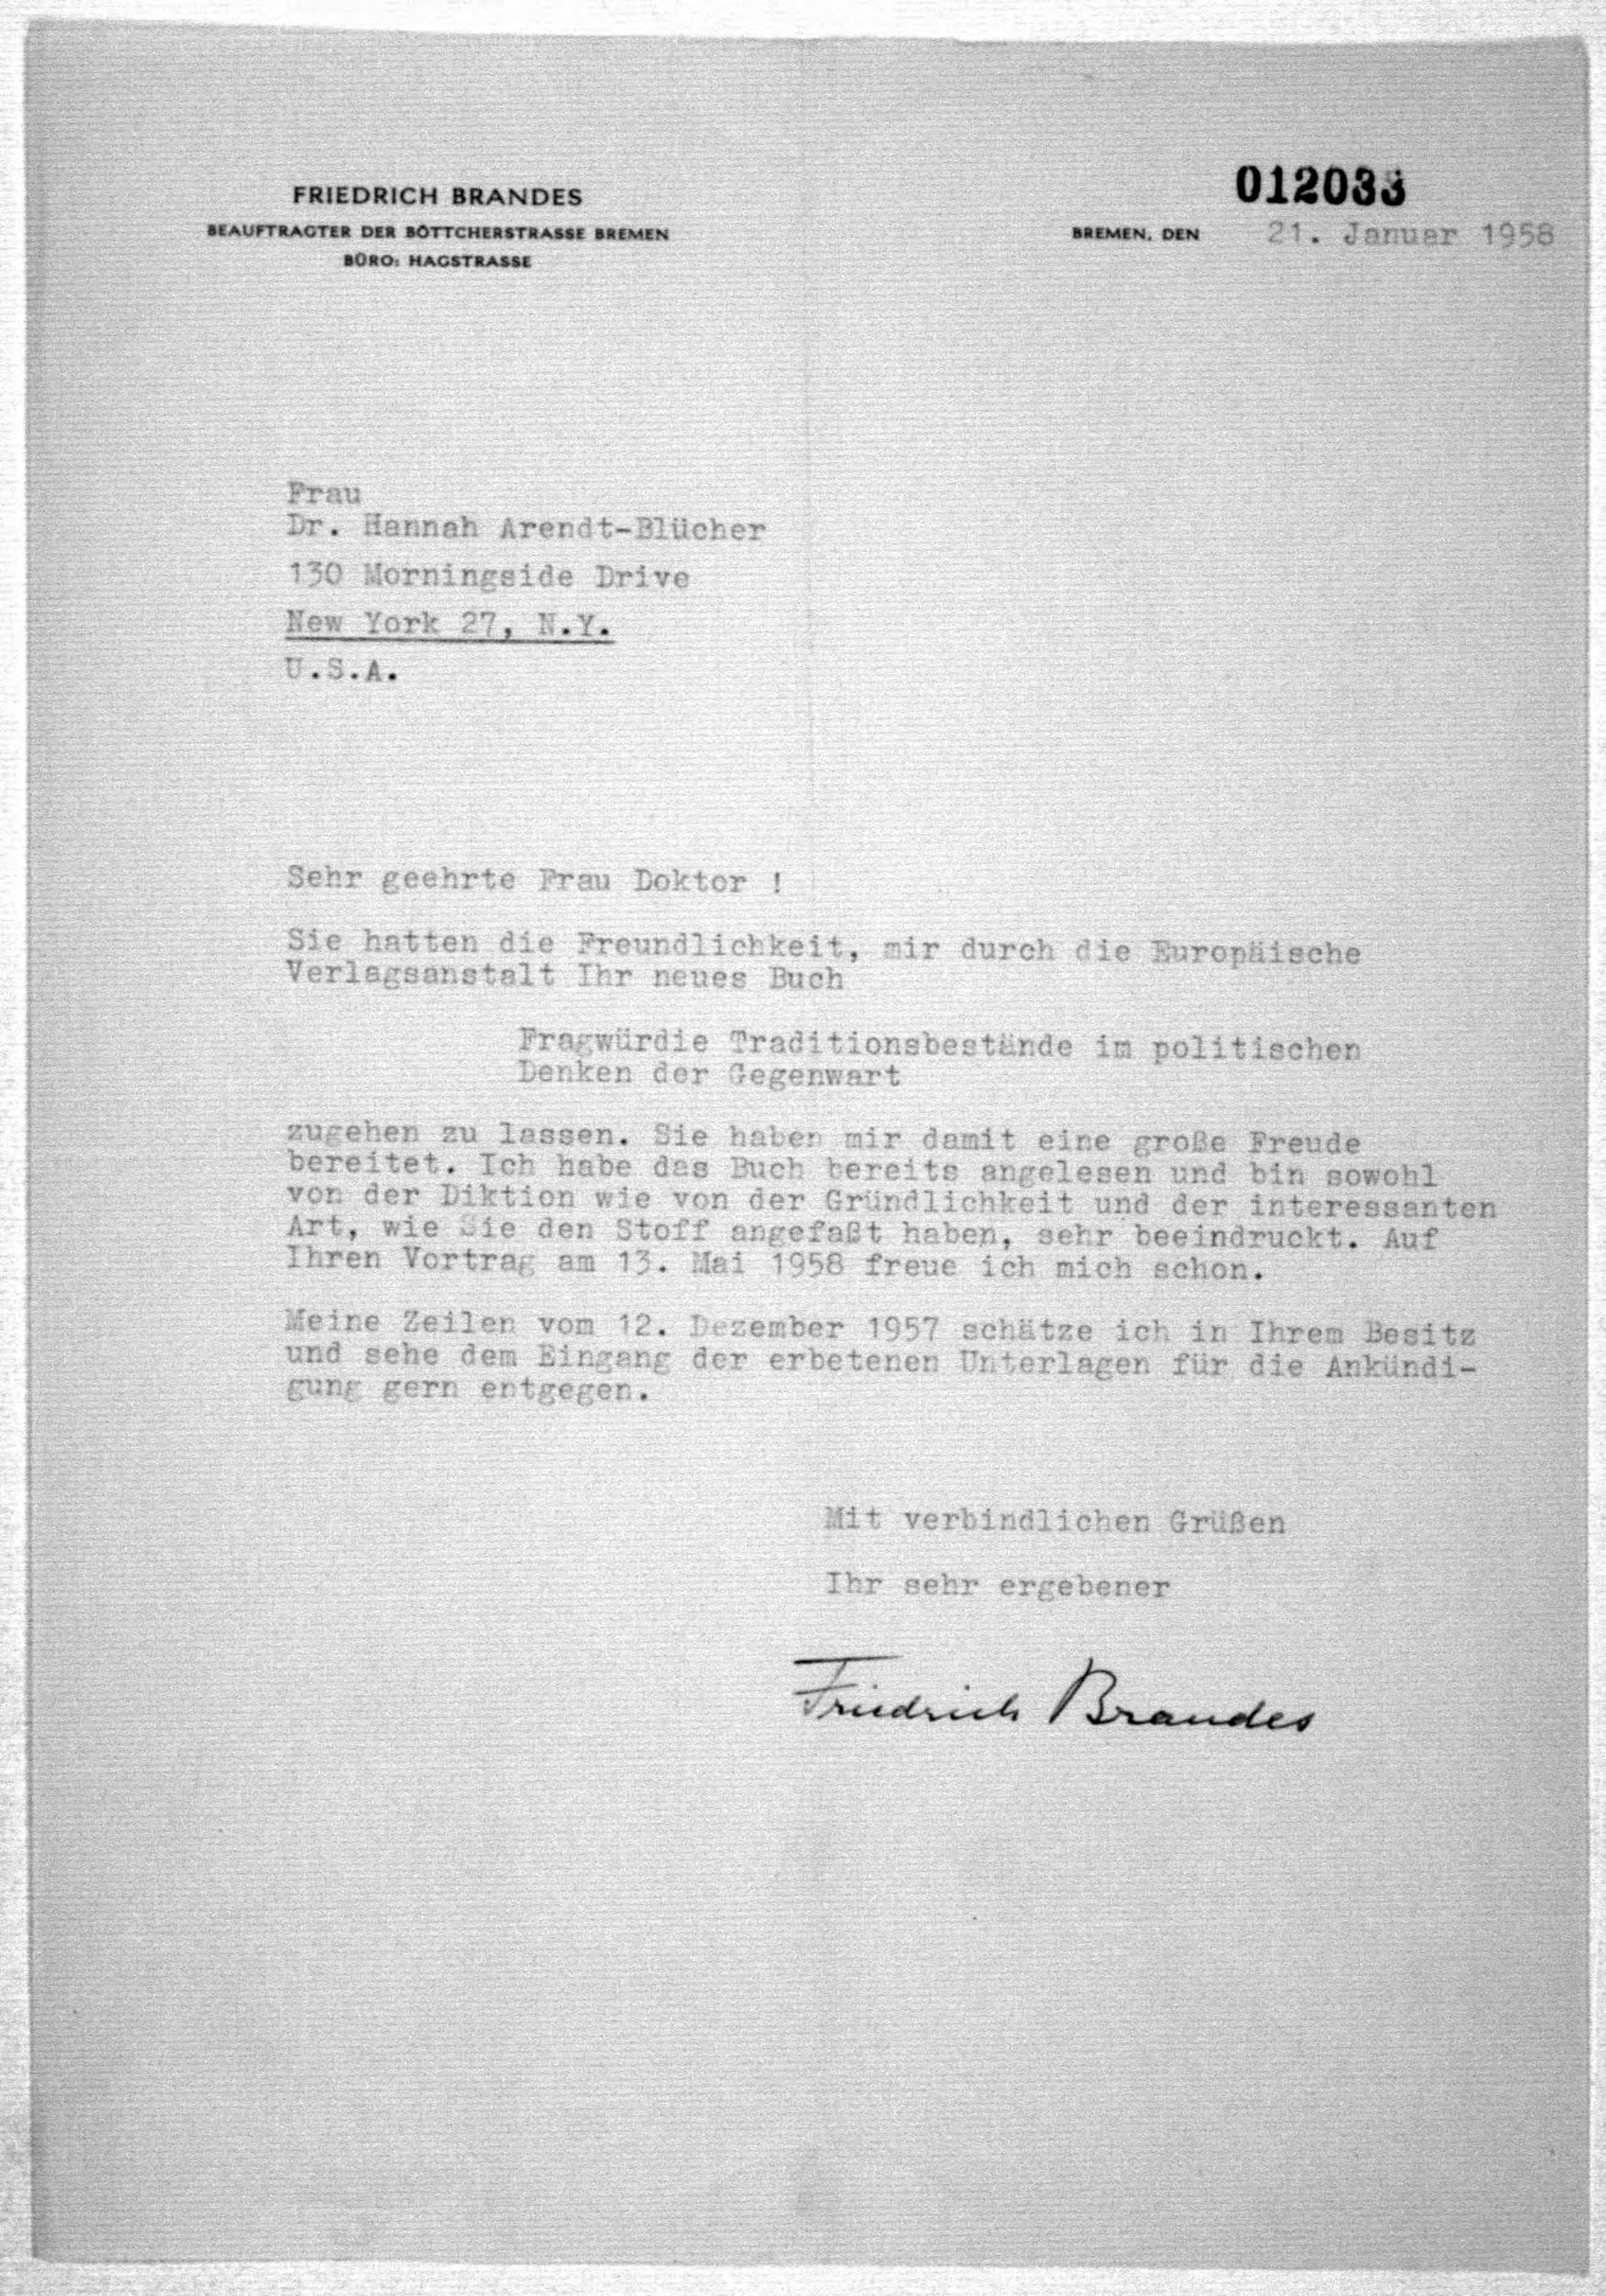 012033
FRIEDRICH BRANDES
BEAUFTRAGTER DER BÖTTCHERSTRASSE BREMEN
BÜRO: HAGSTRASSE
BREMEN, DEN 21. Januar 1958
Frau
Dr. Hannah Arendt-Blücher
130 Morningside Drive
New York 27, N.Y.
U.S.A.
Sehr geehrte Frau Doktor !
Sie hatten die Freundlichkeit, mir durch die Europäische
Verlagsanstalt Ihr neues Buch
Fragwürdie Traditionsbestände im politischen
Denken der Gegenwart
zugehen zu lassen. Sie haben mir damit eine große Freude
bereitet. Ich habe das Buch bereits angelesen und bin sowohl
von der Diktion wie von der Gründlichkeit und der interessanten
Art, wie Sie den Stoff angefaßt haben, sehr beeindruckt. Auf
Ihren Vortrag am 13. Mai 1958 freue ich mich schon.
Meine Zeilen vom 12. Dezember 1957 schätze ich in Ihrem Besitz
und sehe dem Eingang der erbetenen Unterlagen für die Ankündi-
gung gern entgegen.
Mit verbindlichen Grüßen
Ihr sehr ergebener
Friedrich Brandes